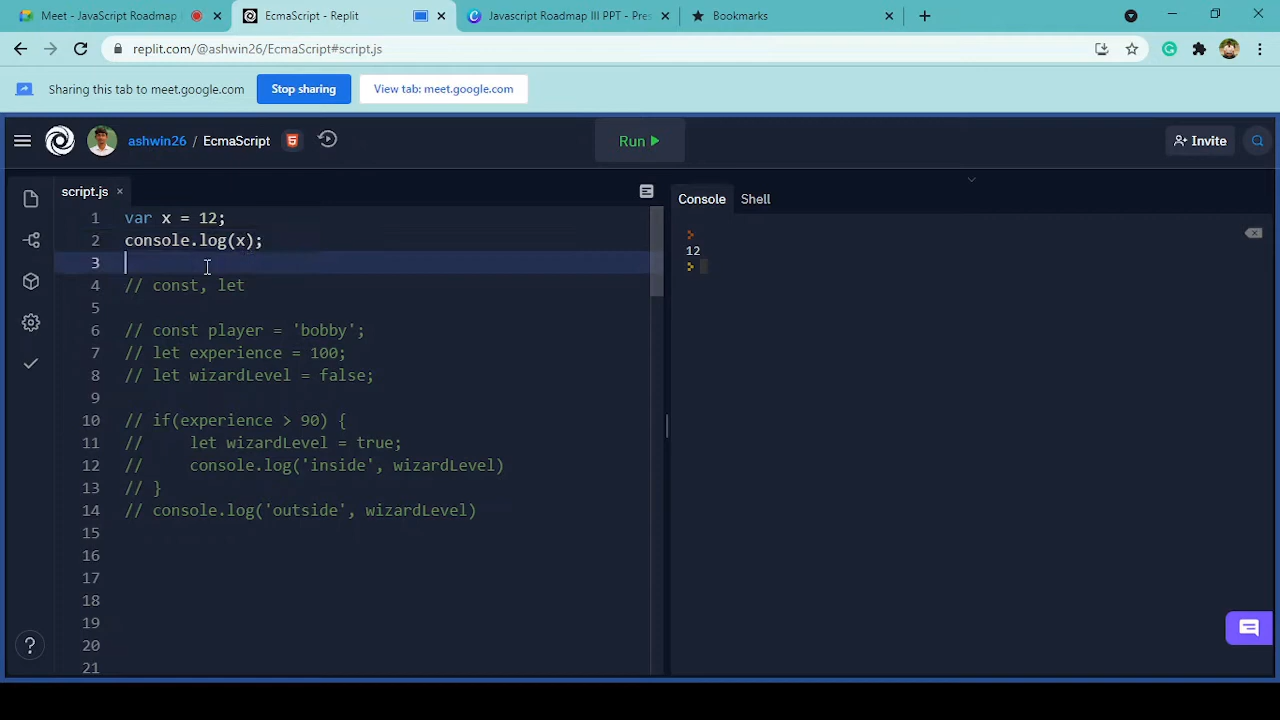 Meet - JavaScript Roadmap
EcmaScript - Replit
Javascript Roadmap III PPT - Pres
Bookmarks
replit.com/@ashwin26/EcmaScript#script.js
Sharing this tab to meet.google.com
Stop sharing
View tab: meet.google.com
ashwin26 / EcmaScript
Run
Invite
script.js
Console
Shell
1 var x = 12;
2 console.log(x);
3
4 // const, let
5
6 // const player = 'bobby';
7 // let experience = 100;
8 // let wizardLevel = false;
9
10 // if(experience > 90) {
11 //     let wizardLevel = true;
12 //     console.log('inside', wizardLevel)
13 // }
14 // console.log('outside', wizardLevel)
15
16
17
18
19
20
21
12